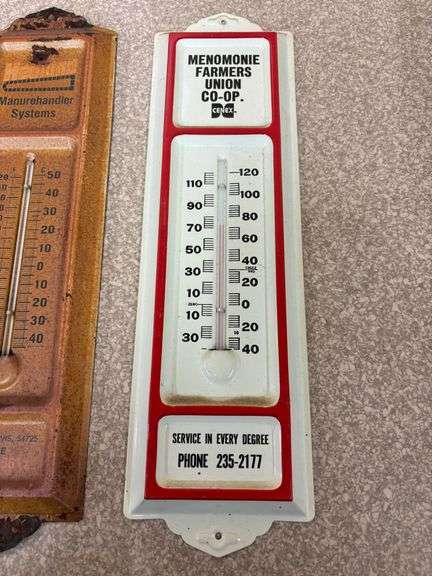 Manurehandler
Systems
C
50
40
30
20
10
0
10
20
30
40
54725
MENOMONIE
FARMERS
UNION
CO-OP.
CENEX
120
110
100
90
80
70
60
50
40
30
20
10
0
ZERO
10
20
30
40
SERVICE IN EVERY DEGREE
PHONE 235-2177